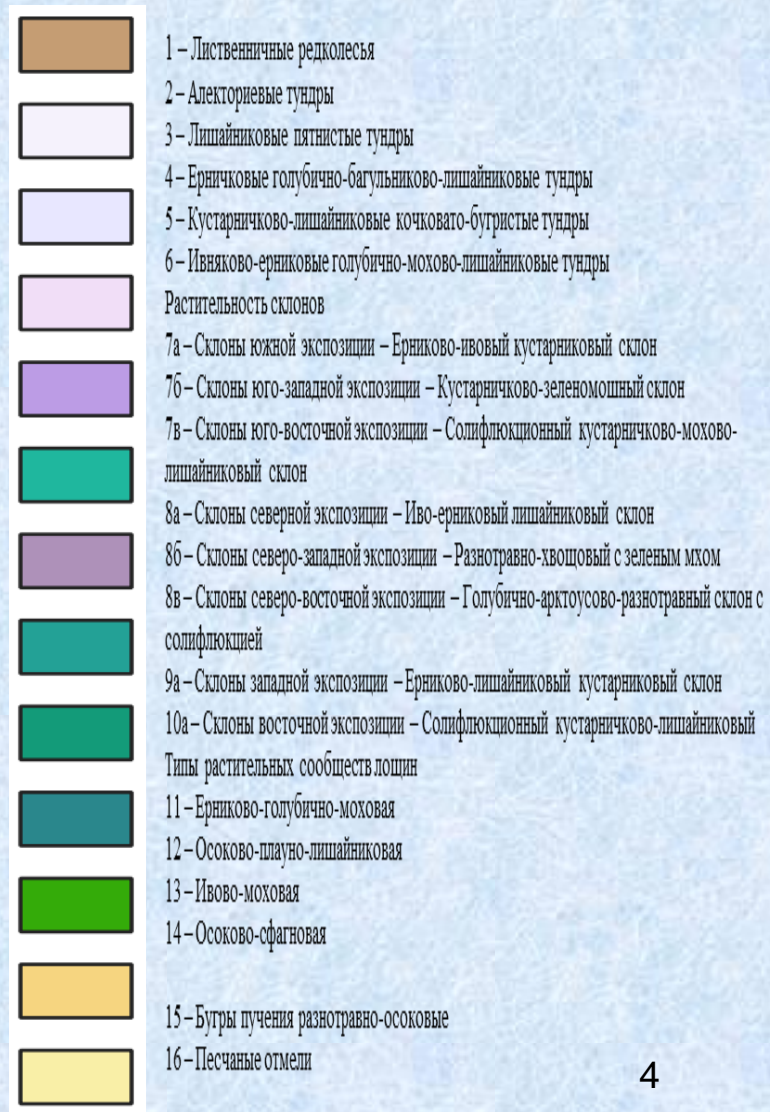 1 – Лиственничные редколесья
2 – Алекториевые тундры
3 – Лишайниковые пятнистые тундры
4 – Ерничковые голубично-багульниково-лишайниковые тундры
5 – Кустарничково-лишайниковые кочковато-бугристые тундры
6 – Ивняково-ерниковые голубично-мохово-лишайниковые тундры
Растительность склонов
7а – Склоны южной экспозиции – Ерниково-ивовый кустарниковый склон
7б – Склоны юго-западной экспозиции – Кустарничково-зеленомошный склон
7в – Склоны юго-восточной экспозиции – Солифлюкционный кустарничково-мохово-
лишайниковый склон
8а – Склоны северной экспозиции – Иво-ерниковый лишайниковый склон
8б – Склоны северо-западной экспозиции – Разнотравно-хвощовый с зеленым мхом
8в – Склоны северо-восточной экспозиции – Голубично-арктоусово-разнотравный склон с
солифлюкцией
9а – Склоны западной экспозиции – Ерниково-лишайниковый кустарниковый склон
10а – Склоны восточной экспозиции – Солифлюкционный кустарничково-лишайниковый
Типы растительных сообществ лощин
11 – Ерниково-голубично-моховая
12 – Осоково-плауно-лишайниковая
13 – Ивово-моховая
14 – Осоково-сфагновая
15 – Бугры пучения разнотравно-осоковые
16 – Песчаные отмели
4